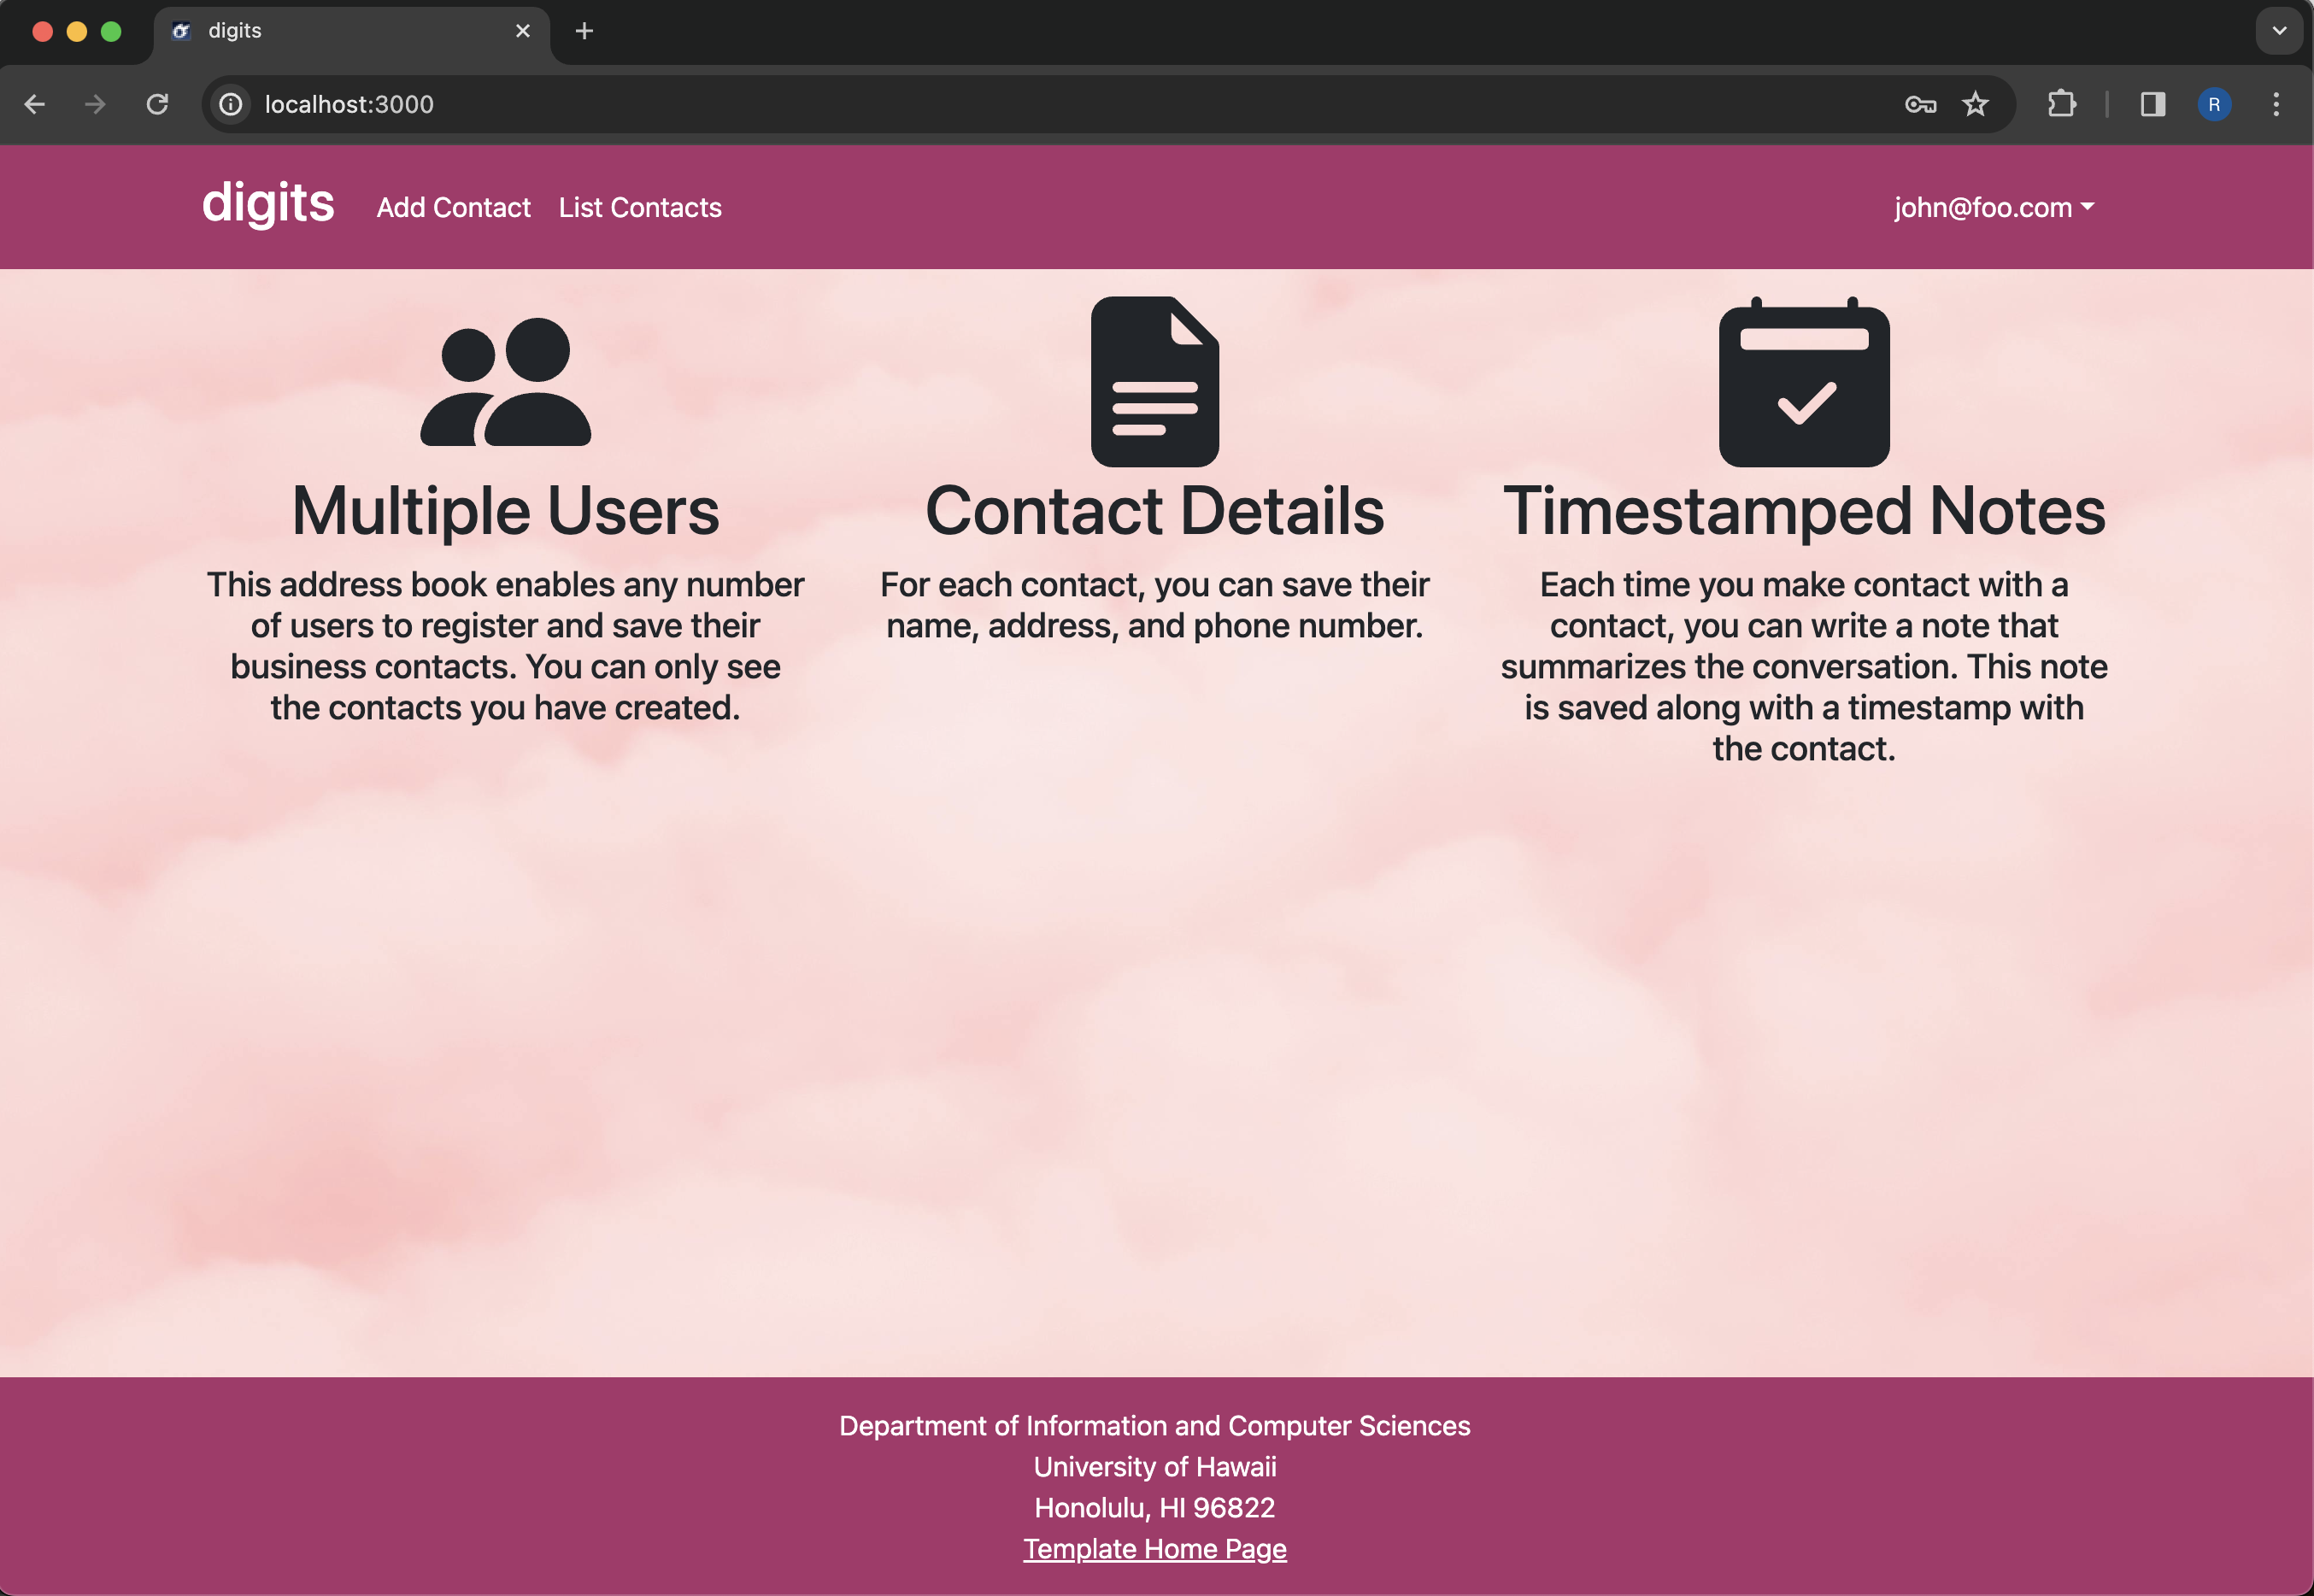 digits
localhost:3000
R
digits Add Contact List Contacts john@foo.com
Multiple Users
This address book enables any number
of users to register and save their
business contacts. You can only see
the contacts you have created.
Contact Details
For each contact, you can save their
name, address, and phone number.
Timestamped Notes
Each time you make contact with a
contact, you can write a note that
summarizes the conversation. This note
is saved along with a timestamp with
the contact.
Department of Information and Computer Sciences
University of Hawaii
Honolulu, HI 96822
Template Home Page